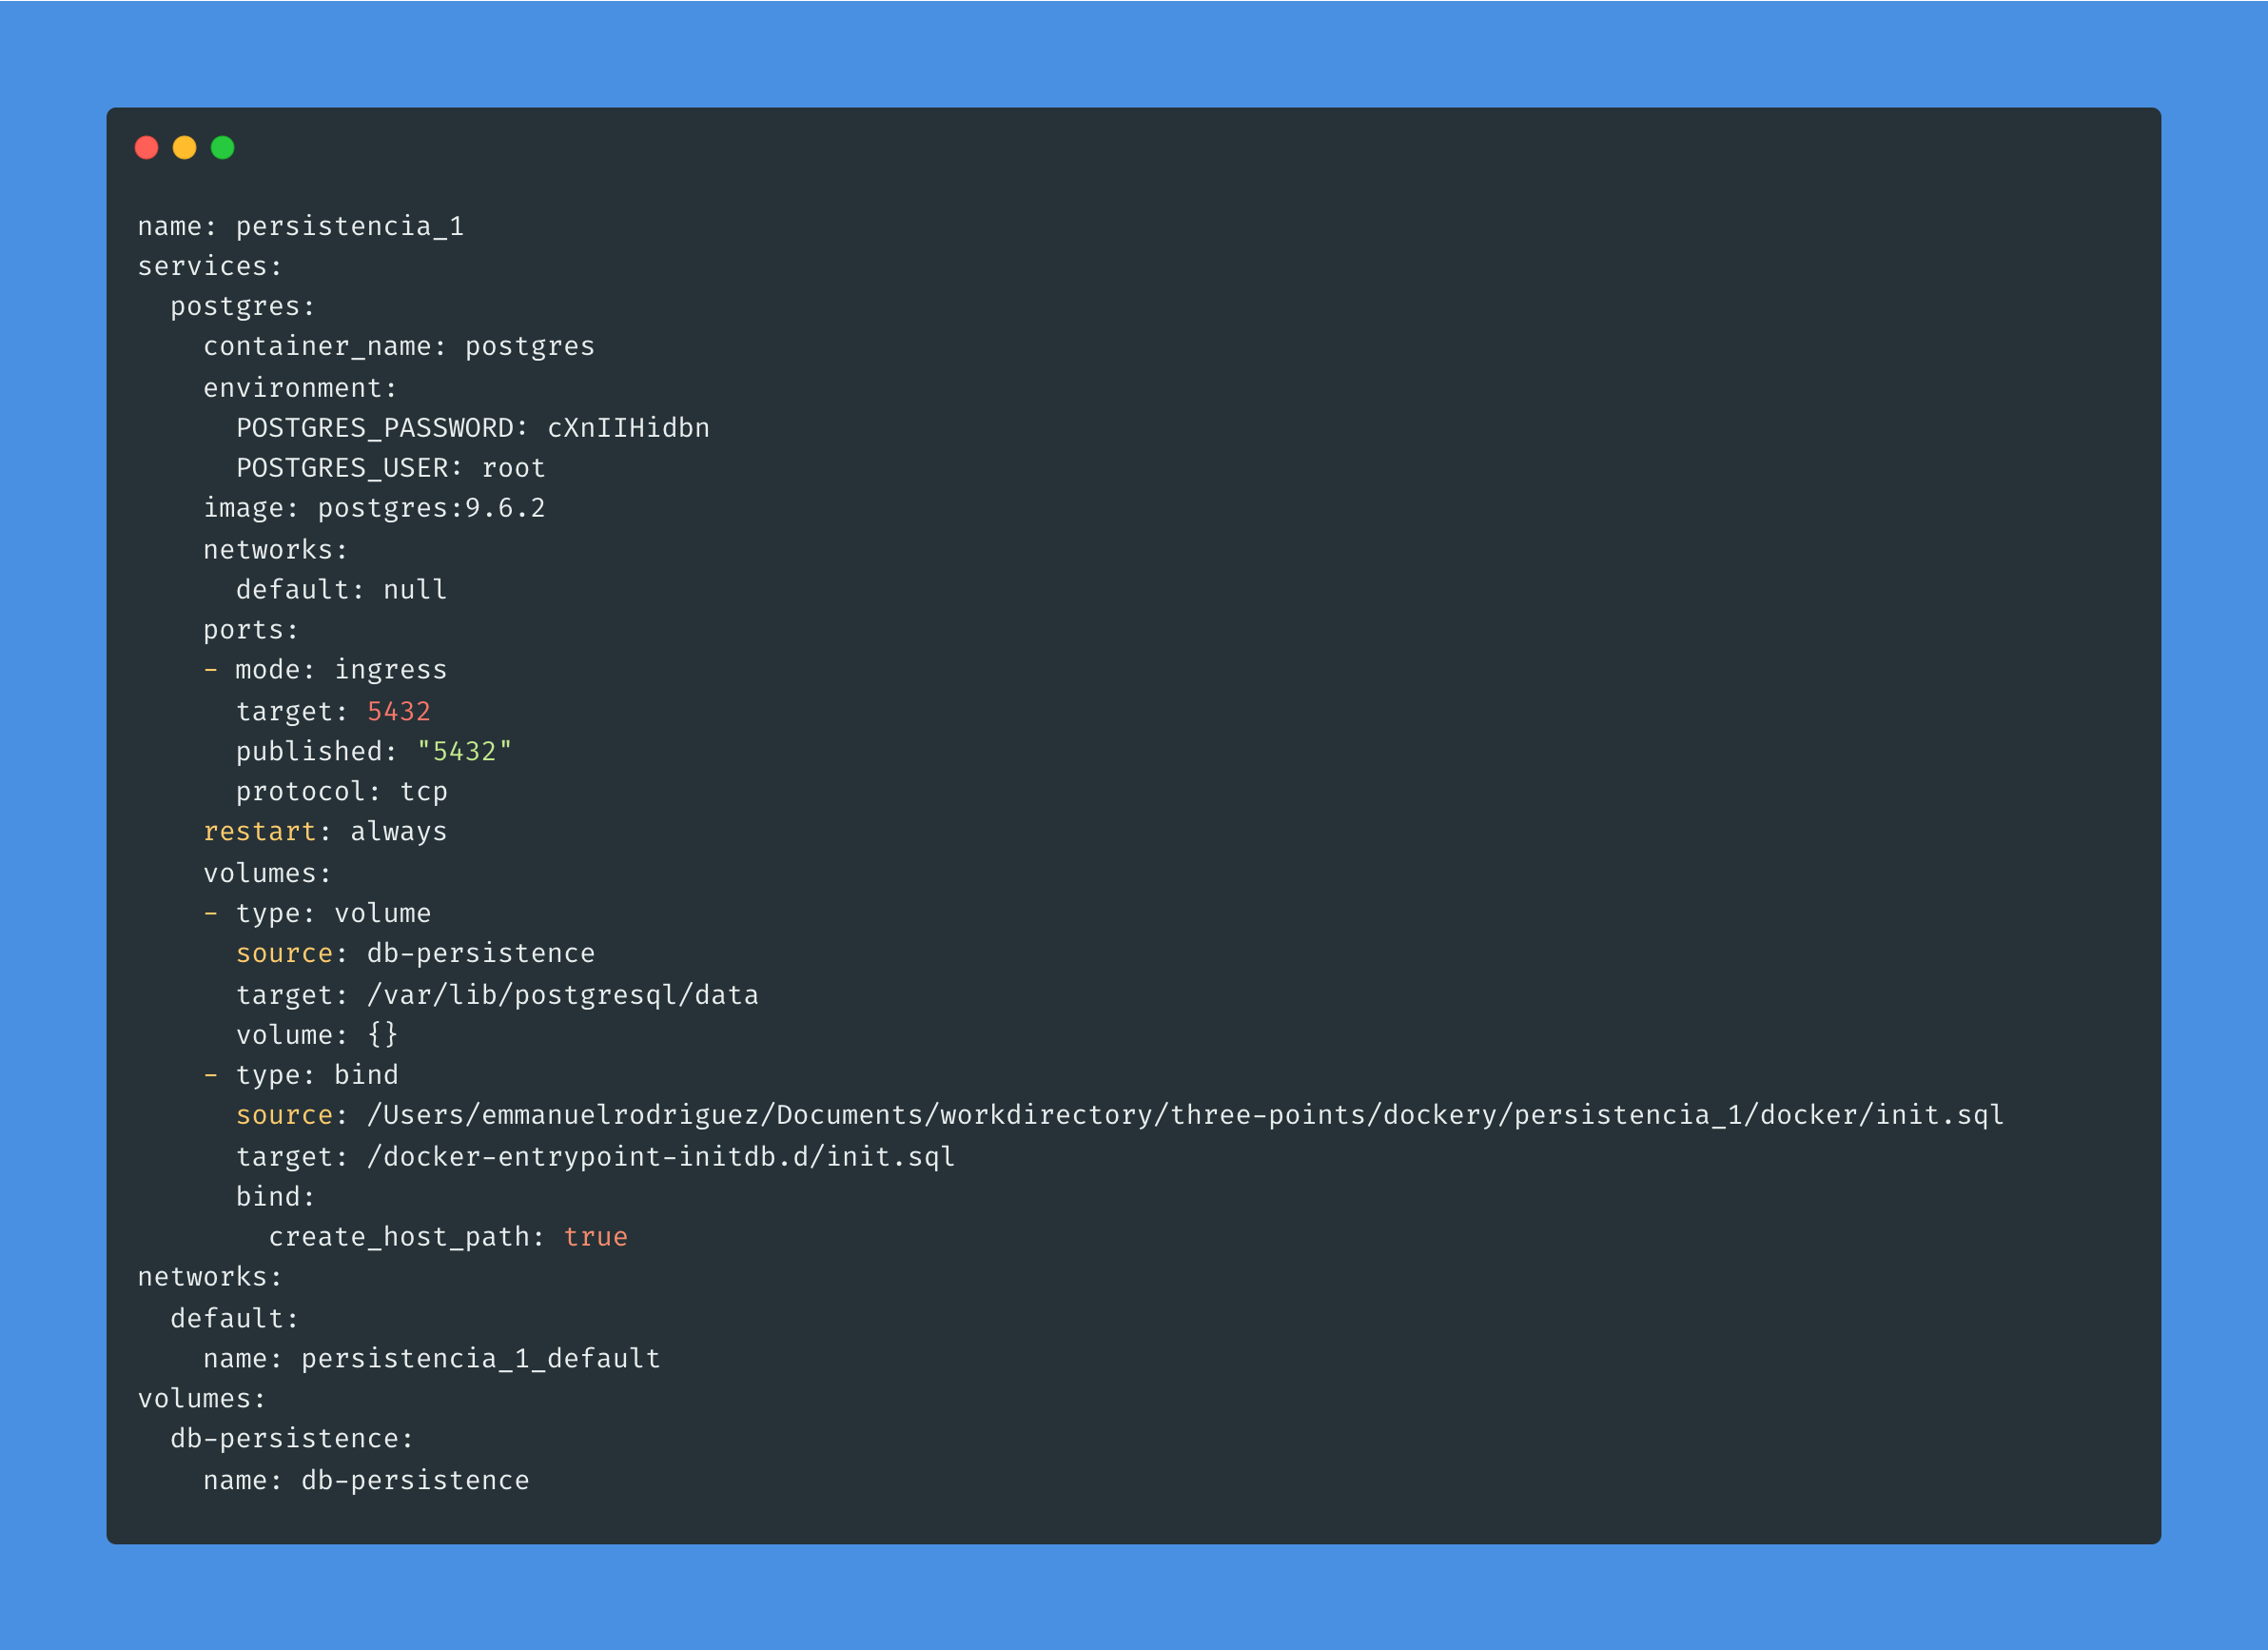 name: persistencia_1
services:
  postgres:
    container_name: postgres
    environment:
      POSTGRES_PASSWORD: cXnIIHidbn
      POSTGRES_USER: root
    image: postgres:9.6.2
    networks:
      default: null
    ports:
    - mode: ingress
      target: 5432
      published: "5432"
      protocol: tcp
    restart: always
    volumes:
    - type: volume
      source: db-persistence
      target: /var/lib/postgresql/data
      volume: {}
    - type: bind
      source: /Users/emmanuelrodriguez/Documents/workdirectory/three-points/dockery/persistencia_1/docker/init.sql
      target: /docker-entrypoint-initdb.d/init.sql
      bind:
        create_host_path: true
networks:
  default:
    name: persistencia_1_default
volumes:
  db-persistence:
    name: db-persistence